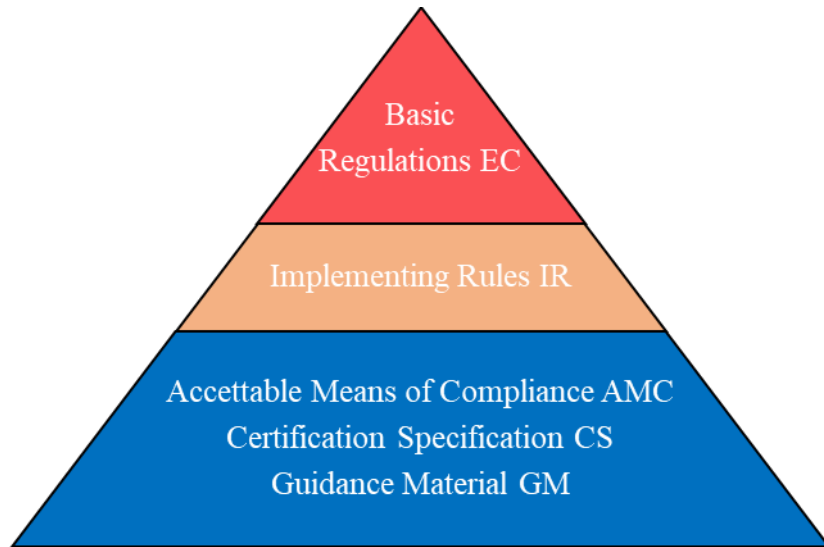 Basic
Regulations EC
Implementing Rules IR
Accettable Means of Compliance AMC
Certification Specification CS
Guidance Material GM